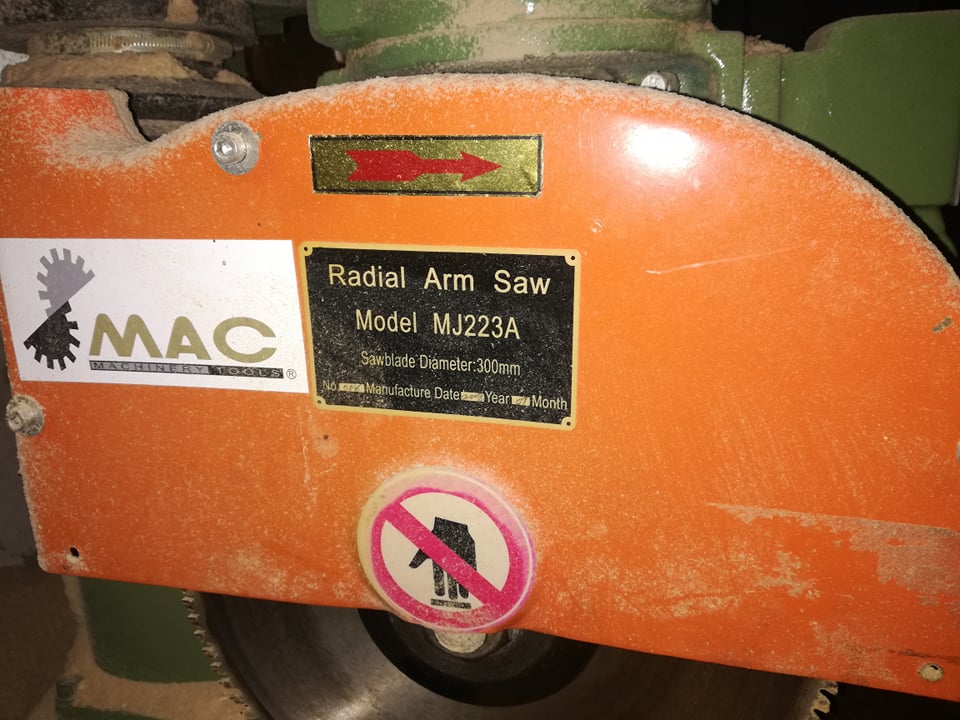 Radial Arm Saw
Model MJ223A
Sawblade Diameter:300mm
No Manufacture Date Year Month
MAC
MACHINERY TOOLS ®